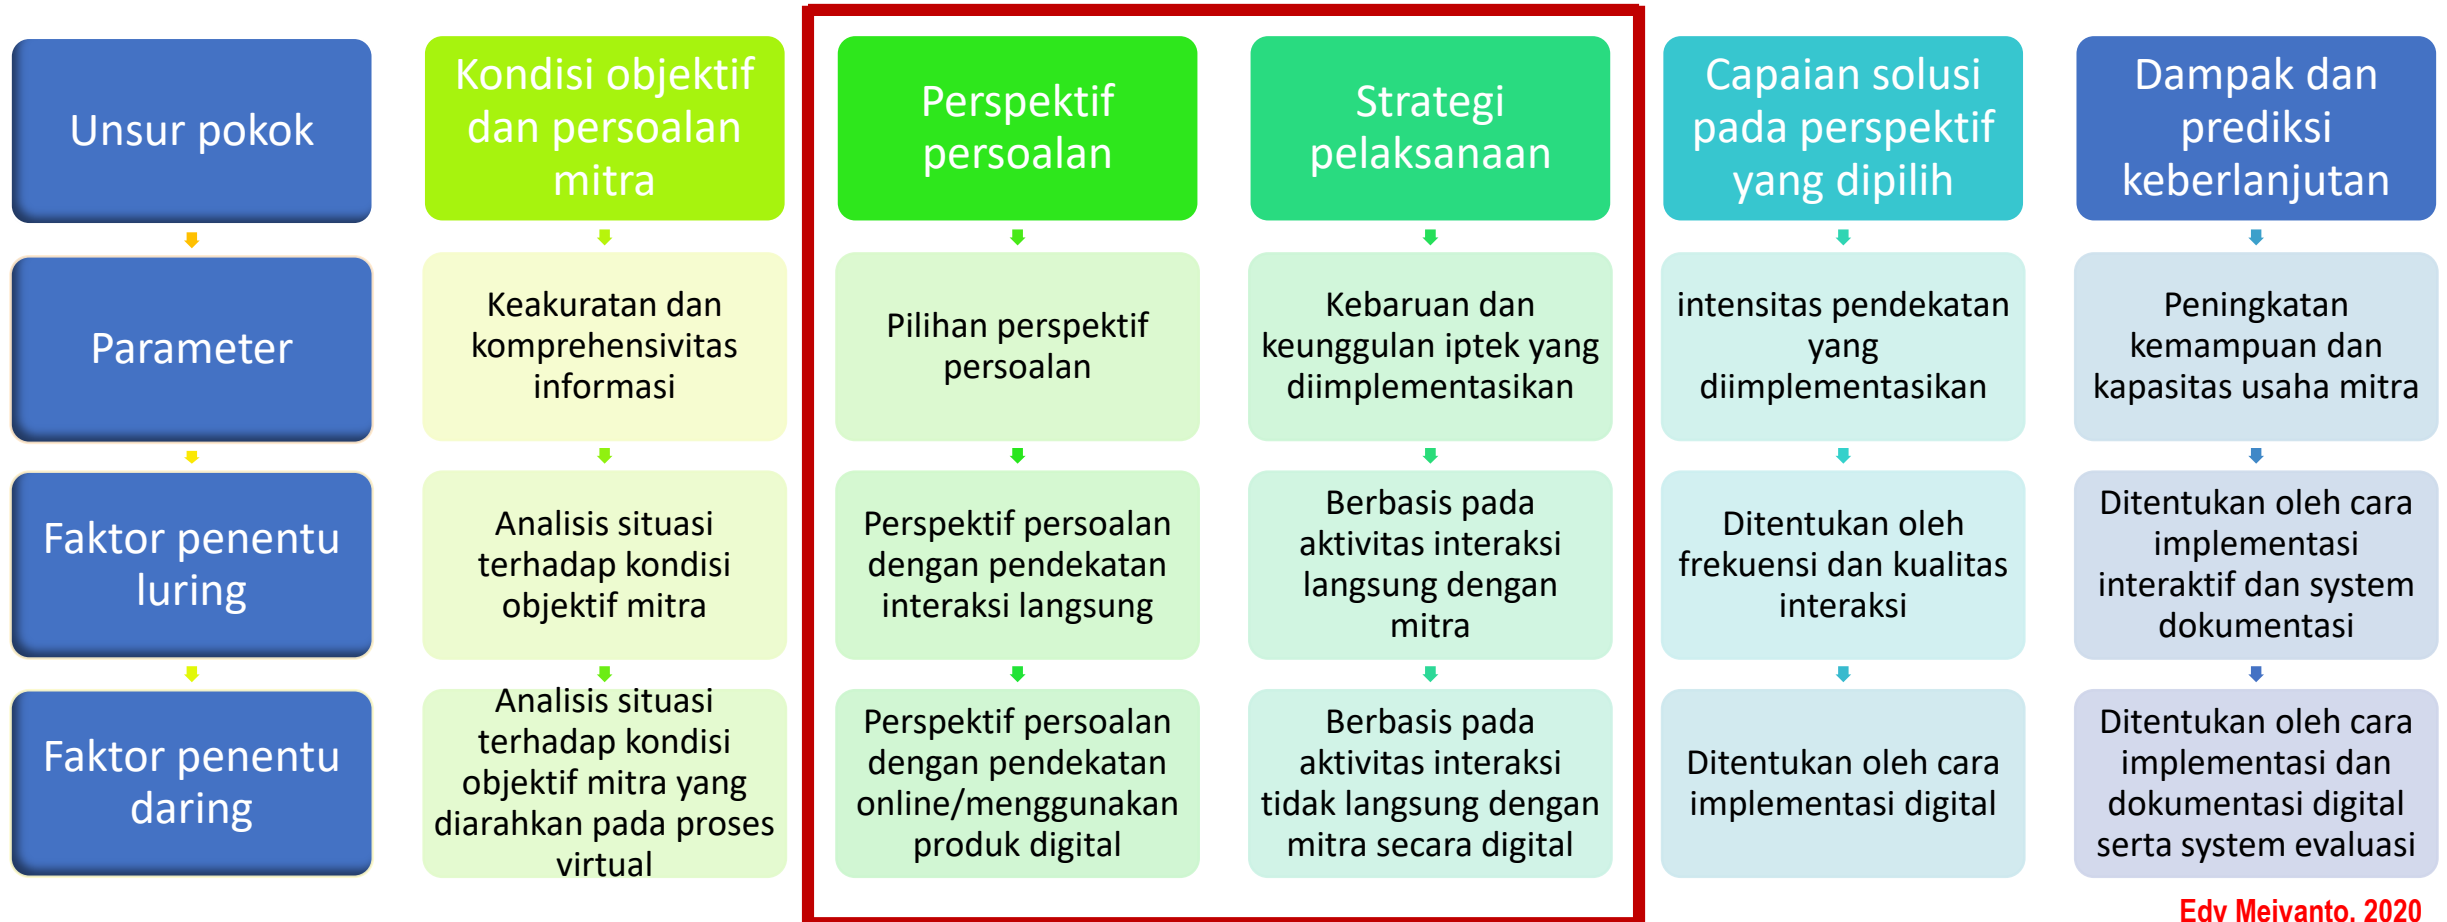 Unsur pokok
Parameter
Faktor penentu
luring
Faktor penentu
daring
Kondisi objektif
dan persoalan
mitra
Keakuratan dan
komprehensivitas
informasi
Analisis situasi
terhadap kondisi
objektif mitra
Analisis situasi
terhadap kondisi
objektif mitra yang
diarahkan pada proses
virtual
Perspektif
persoalan
Pilihan perspektif
persoalan
Perspektif persoalan
dengan pendekatan
interaksi langsung
Perspektif persoalan
dengan pendekatan
online/menggunakan
produk digital
Strategi
pelaksanaan
Kebaruan dan
keunggulan iptek yang
diimplementasikan
Berbasis pada
aktivitas interaksi
langsung dengan
mitra
Berbasis pada
aktivitas interaksi
tidak langsung dengan
mitra secara digital
Capaian solusi
pada perspektif
yang dipilih
intensitas pendekatan
yang
diimplementasikan
Ditentukan oleh
frekuensi dan kualitas
interaksi
Ditentukan oleh cara
implementasi digital
Dampak dan
prediksi
keberlanjutan
Peningkatan
kemampuan dan
kapasitas usaha mitra
Ditentukan oleh cara
implementasi
interaktif dan system
dokumentasi
Ditentukan oleh cara
implementasi dan
dokumentasi digital
serta system evaluasi
Edy Meiyanto, 2020